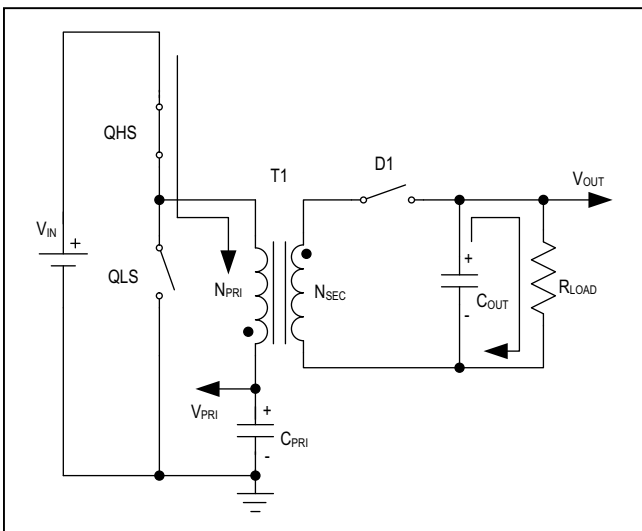 QHS
T1
D1
VOUT
VIN
+
QLS
NPRI
NSEC
+
COUT
-
RLOAD
VPRI
+
CPRI
-